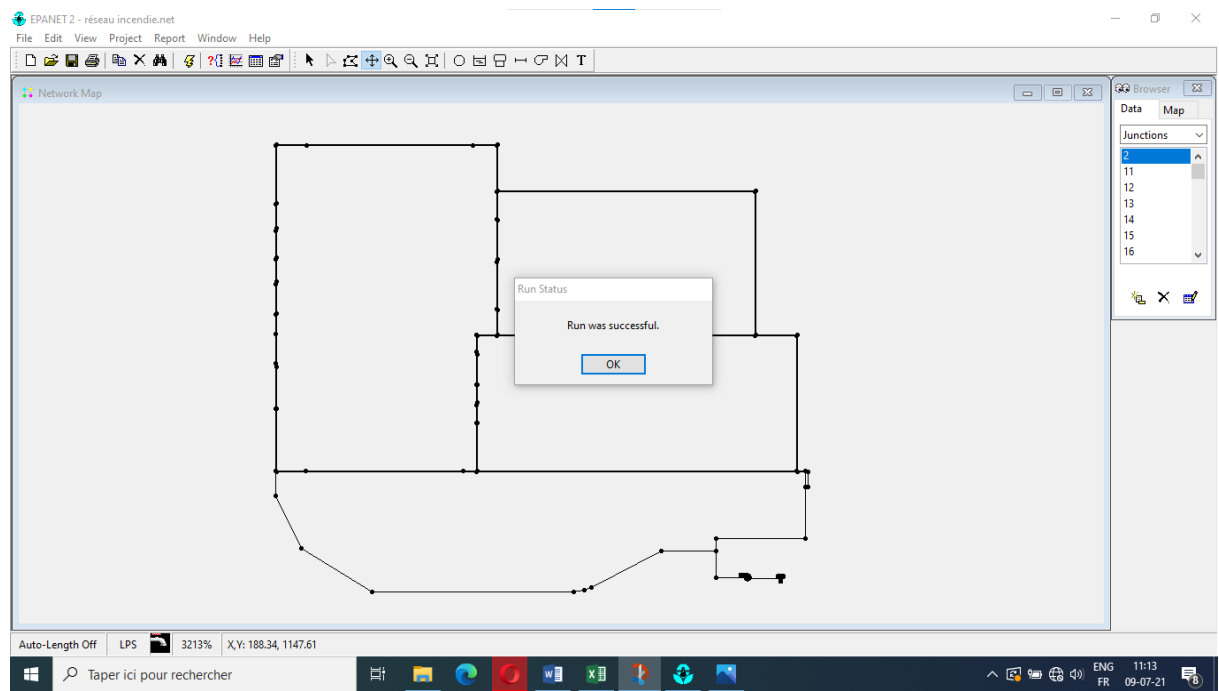 EPANET 2 - réseau incendie.net
File Edit View Project Report Window Help
T
Network Map
Browser
Data Map
Junctions
2
11
12
13
14
15
16
Run Status
Run was successful.
OK
Auto-Length Off LPS 3213% X,Y: 188.34, 1147.61
Taper ici pour rechercher
ENG 11:13
FR 09-07-21
8